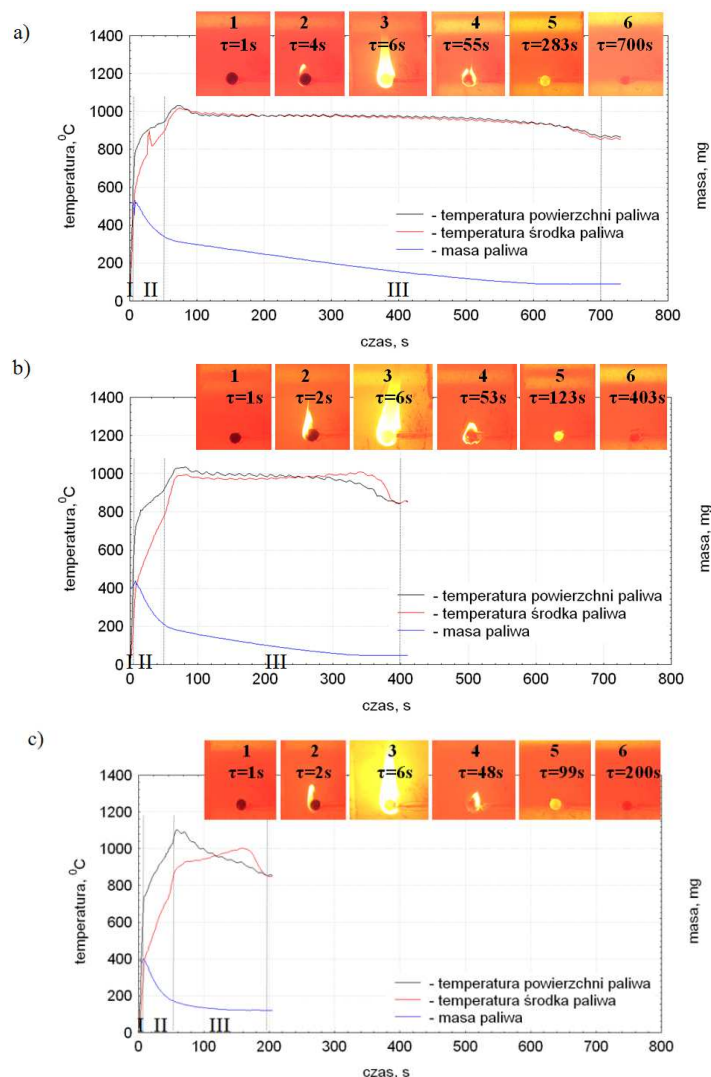 a)
1 2 3 4 5 6
τ=1s τ=4s τ=6s τ=55s τ=283s τ=700s
1400
1200
1000
800
600
400
200
0
temperatura, ⁰C
masa, mg
- temperatura powierzchni paliwa
- temperatura środka paliwa
- masa paliwa
I II III
0 100 200 300 400 500 600 700 800
czas, s
b)
1 2 3 4 5 6
τ=1s τ=2s τ=6s τ=53s τ=123s τ=403s
1400
1200
1000
800
600
400
200
0
temperatura, ⁰C
masa, mg
- temperatura powierzchni paliwa
- temperatura środka paliwa
- masa paliwa
I II III
0 100 200 300 400 500 600 700 800
czas, s
c)
1 2 3 4 5 6
τ=1s τ=2s τ=6s τ=48s τ=99s τ=200s
1400
1200
1000
800
600
400
200
0
temperatura, ⁰C
masa, mg
- temperatura powierzchni paliwa
- temperatura środka paliwa
- masa paliwa
I II III
0 100 200 300 400 500 600 700 800
czas, s